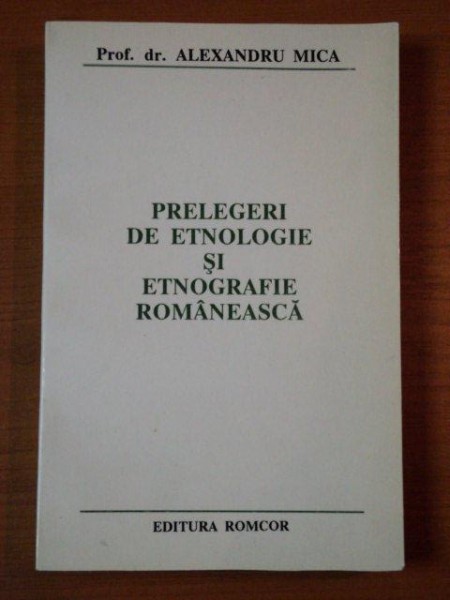 Prof. dr. ALEXANDRU MICA
PRELEGERI
DE ETNOLOGIE
ŞI
ETNOGRAFIE
ROMÂNEASCĂ
EDITURA ROMCOR